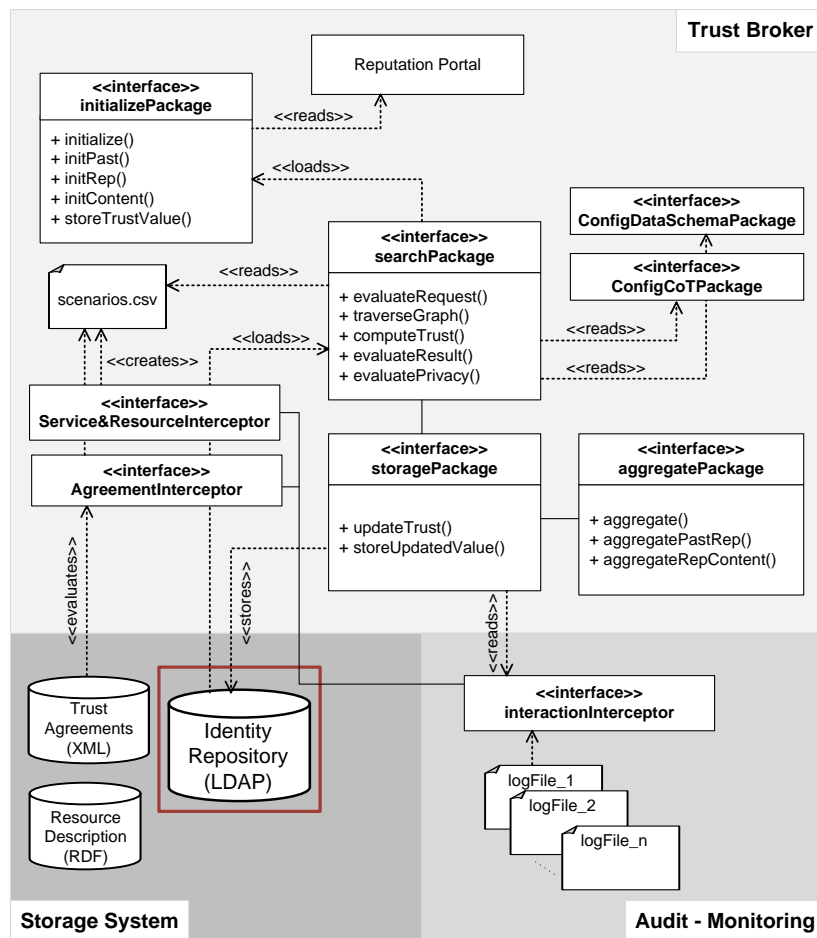 Trust Broker
Reputation Portal
<<interface>>
initializePackage
+ initialize()
+ initPast()
+ initRep()
+ initContent()
+ storeTrustValue()
<<reads>>
<<loads>>
<<interface>>
ConfigDataSchemaPackage
<<interface>>
searchPackage
+ evaluateRequest()
+ traverseGraph()
+ computeTrust()
+ evaluateResult()
+ evaluatePrivacy()
<<interface>>
ConfigCoTPackage
<<reads>>
scenarios.csv
<<loads>>
<<reads>>
<<creates>>
<<reads>>
<<interface>>
Service&ResourceInterceptor
<<interface>>
AgreementInterceptor
<<interface>>
storagePackage
+ updateTrust()
+ storeUpdatedValue()
<<interface>>
aggregatePackage
+ aggregate()
+ aggregatePastRep()
+ aggregateRepContent()
<<evaluates>>
<<stores>>
<<reads>>
Trust
Agreements
(XML)
Identity
Repository
(LDAP)
<<interface>>
interactionInterceptor
Resource
Description
(RDF)
logFile_1
logFile_2
logFile_n
Storage System
Audit - Monitoring